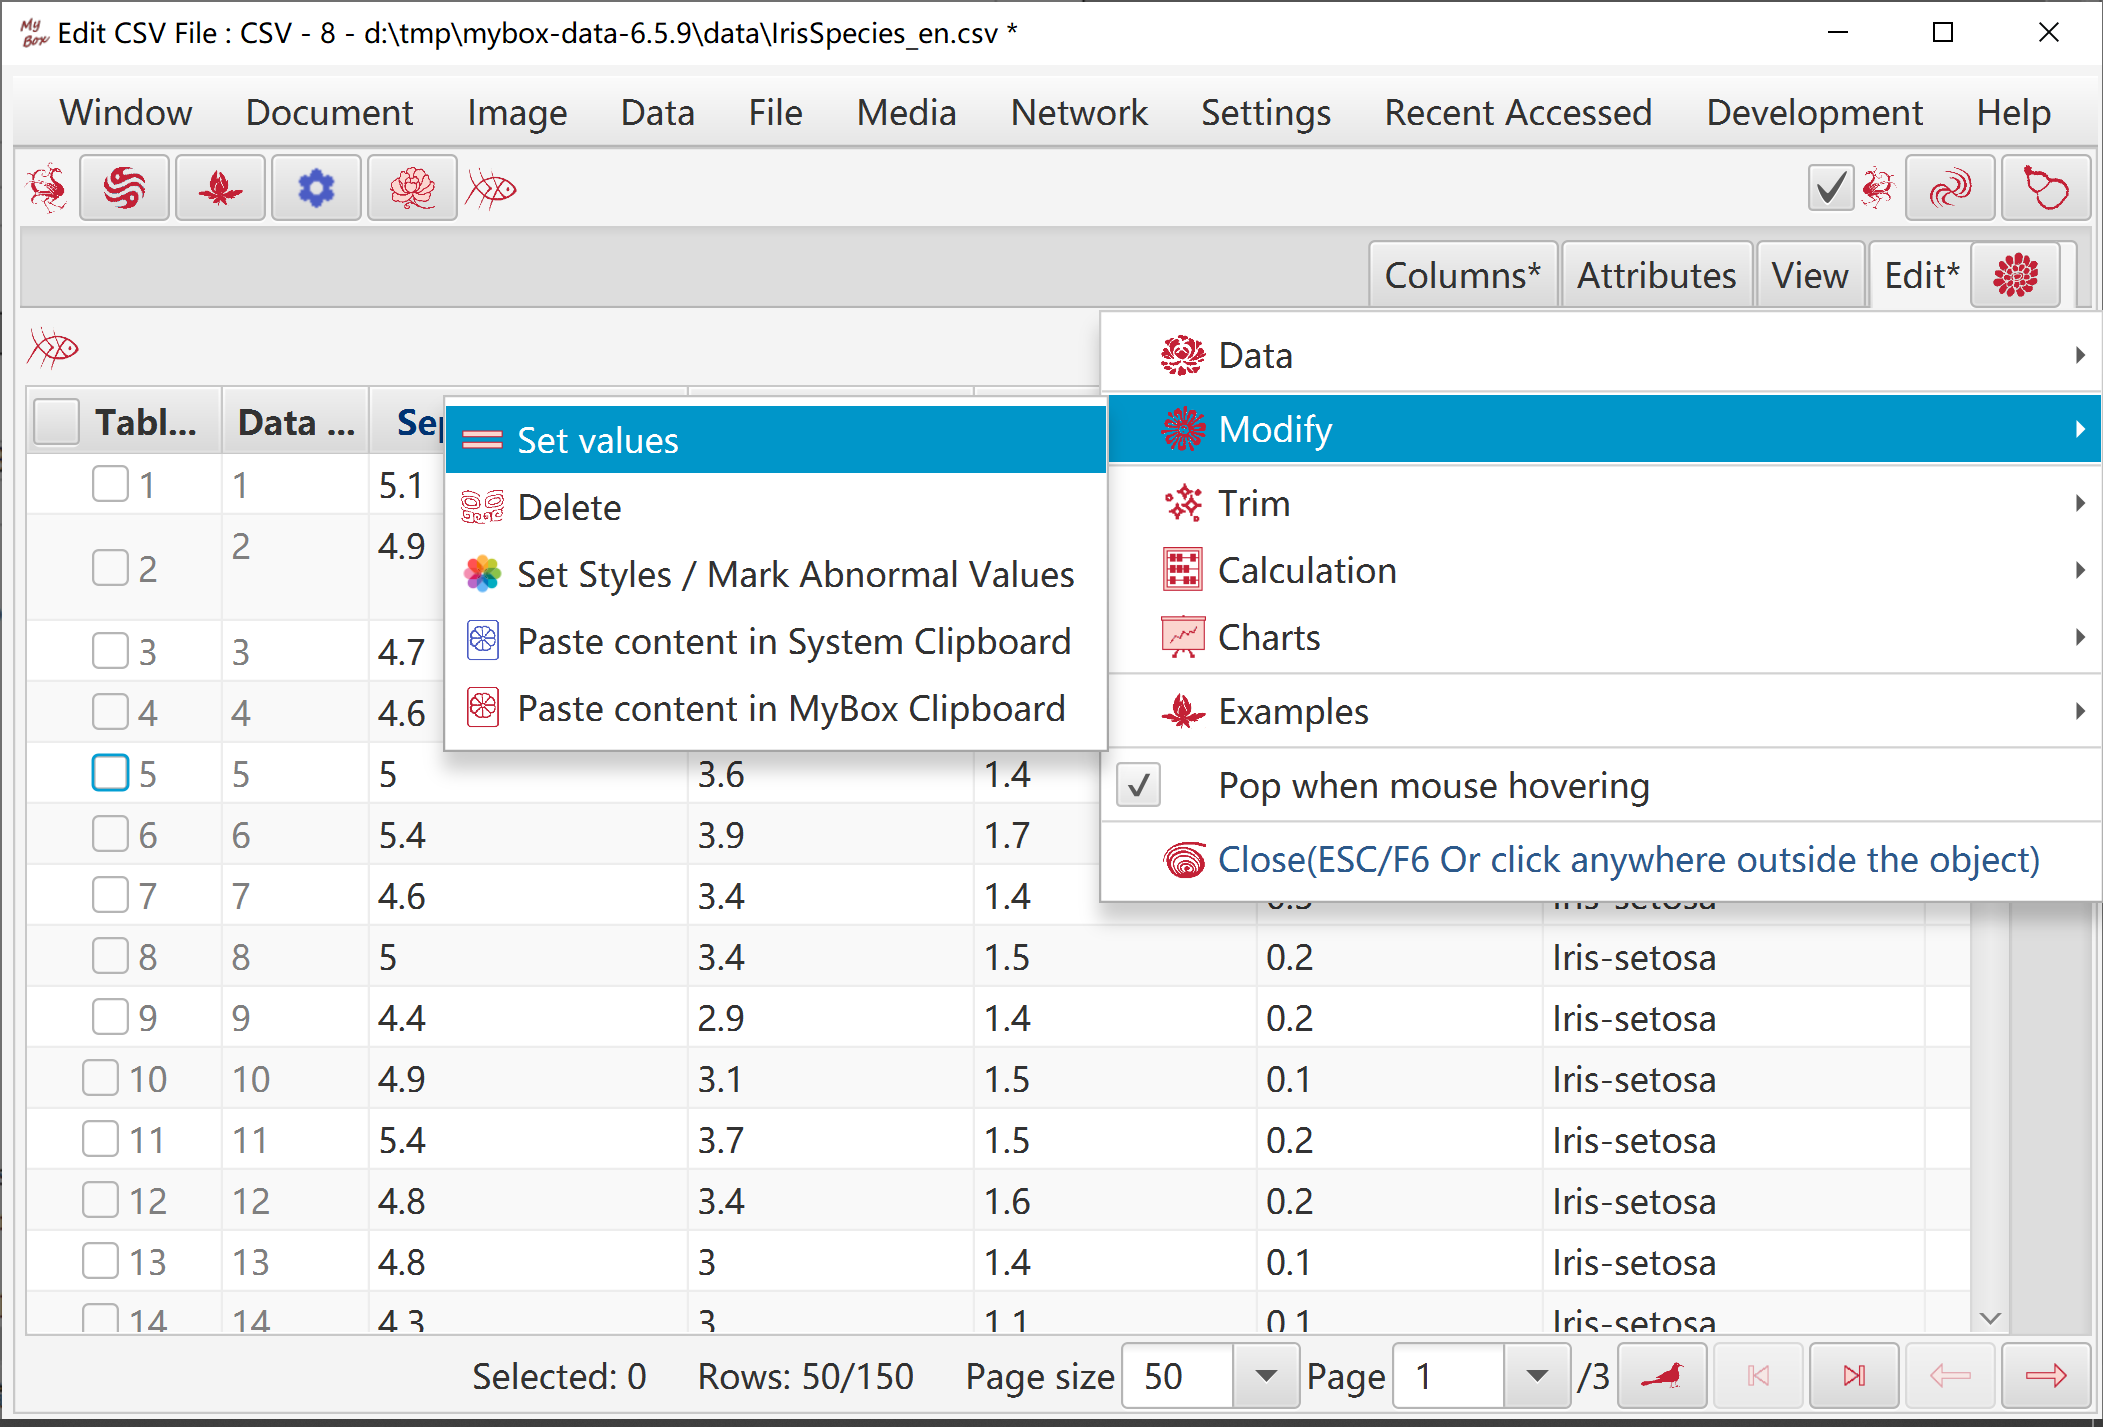 My Box Edit CSV File : CSV - 8 - d:\tmp\mybox-data-6.5.9\data\IrisSpecies_en.csv *
Window Document Image Data File Media Network Settings Recent Accessed Development Help
Columns* Attributes View Edit*
Data
Modify
Trim
Calculation
Charts
Examples
Pop when mouse hovering
Close(ESC/F6 Or click anywhere outside the object)
Set values
Delete
Set Styles / Mark Abnormal Values
Paste content in System Clipboard
Paste content in MyBox Clipboard
Tabl... Data ...
1 1 5.1
2 2 4.9
3 3 4.7
4 4 4.6
5 5 5 3.6 1.4
6 6 5.4 3.9 1.7
7 7 4.6 3.4 1.4 Iris-setosa
8 8 5 3.4 1.5 0.2 Iris-setosa
9 9 4.4 2.9 1.4 0.2 Iris-setosa
10 10 4.9 3.1 1.5 0.1 Iris-setosa
11 11 5.4 3.7 1.5 0.2 Iris-setosa
12 12 4.8 3.4 1.6 0.2 Iris-setosa
13 13 4.8 3 1.4 0.1 Iris-setosa
14 14 4.3 3 1.1 0.1 Iris-setosa
Selected: 0 Rows: 50/150 Page size 50 Page 1 /3